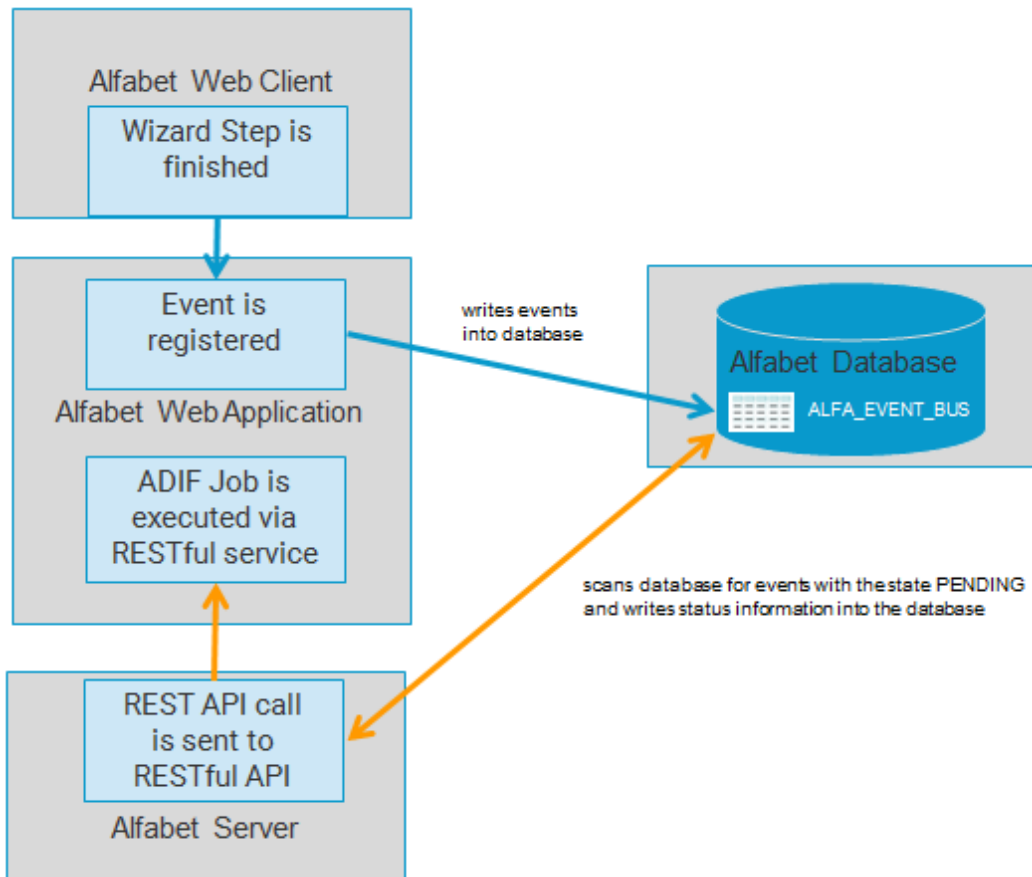 Alfabet Web Client
Wizard Step is
finished
Event is
registered
Alfabet Web Application
ADIF Job is
executed via
RESTful service
REST API call
is sent to
RESTful API
Alfabet Server
writes events
into database
Alfabet Database
ALFA_EVENT_BUS
scans database for events with the state PENDING
and writes status information into the database